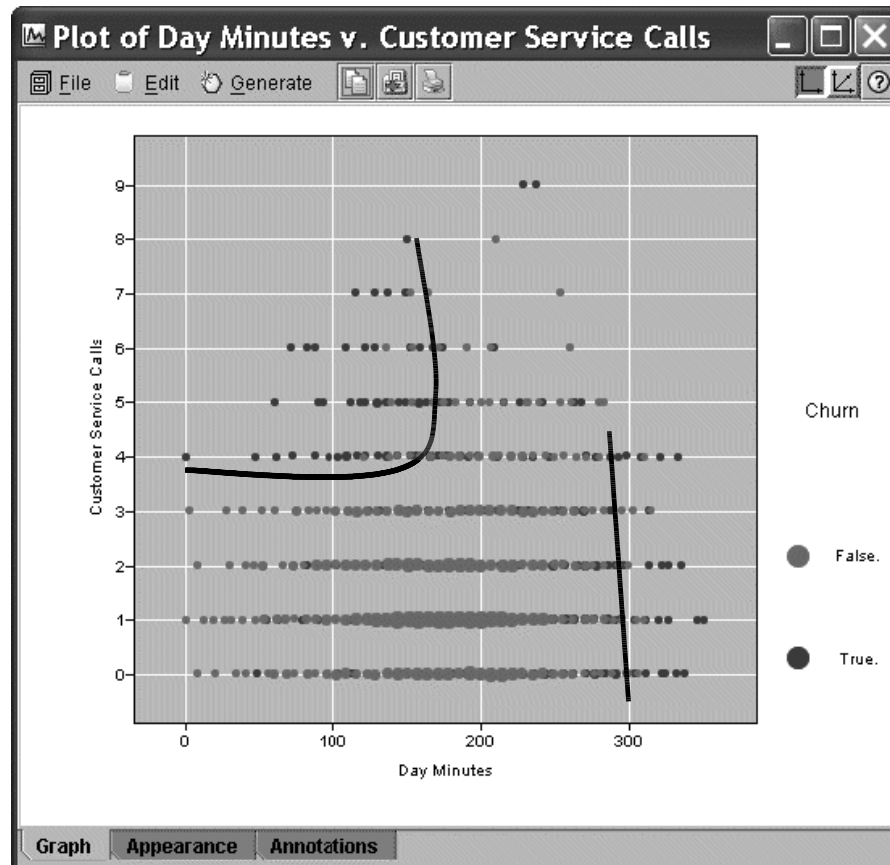 Plot of Day Minutes v. Customer Service Calls
File Edit Generate
9
8
7
6
5
4
3
2
1
0
Customer Service Calls
0 100 200 300
Day Minutes
Churn
False.
True.
Graph Appearance Annotations